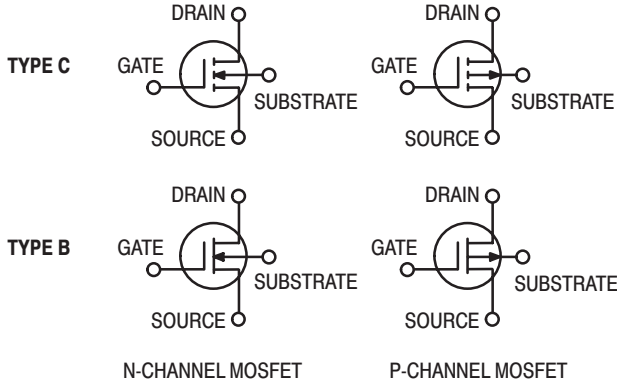 DRAIN DRAIN
TYPE C GATE GATE
SUBSTRATE SUBSTRATE
SOURCE SOURCE
DRAIN DRAIN
TYPE B GATE GATE
SUBSTRATE SUBSTRATE
SOURCE SOURCE
N-CHANNEL MOSFET P-CHANNEL MOSFET